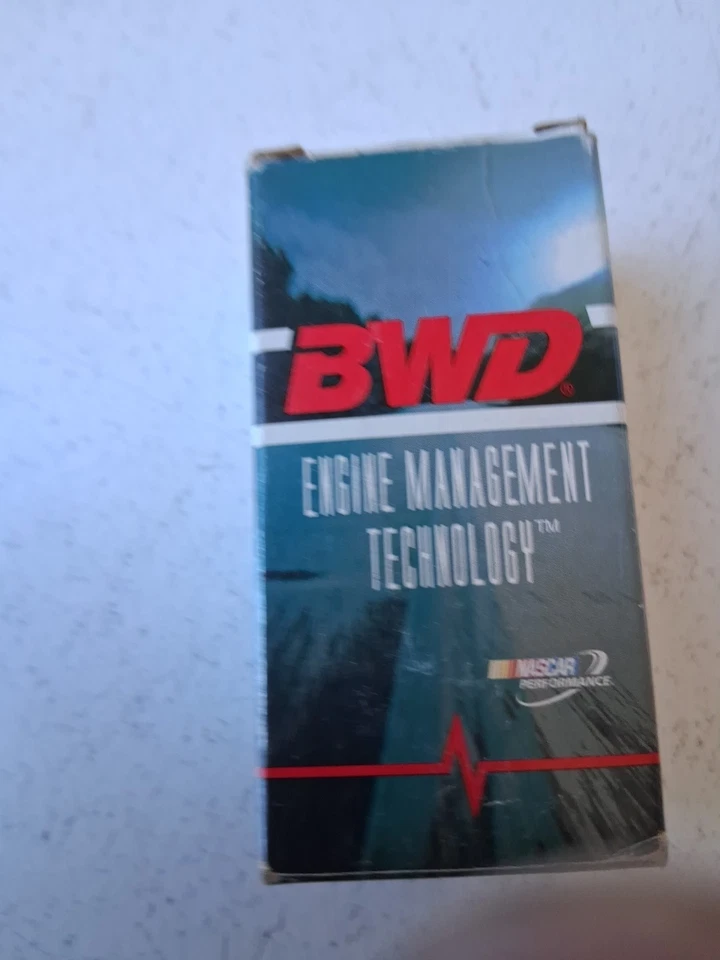 BWD®
ENGINE MANAGEMENT
TECHNOLOGY™
NASCAR
PERFORMANCE